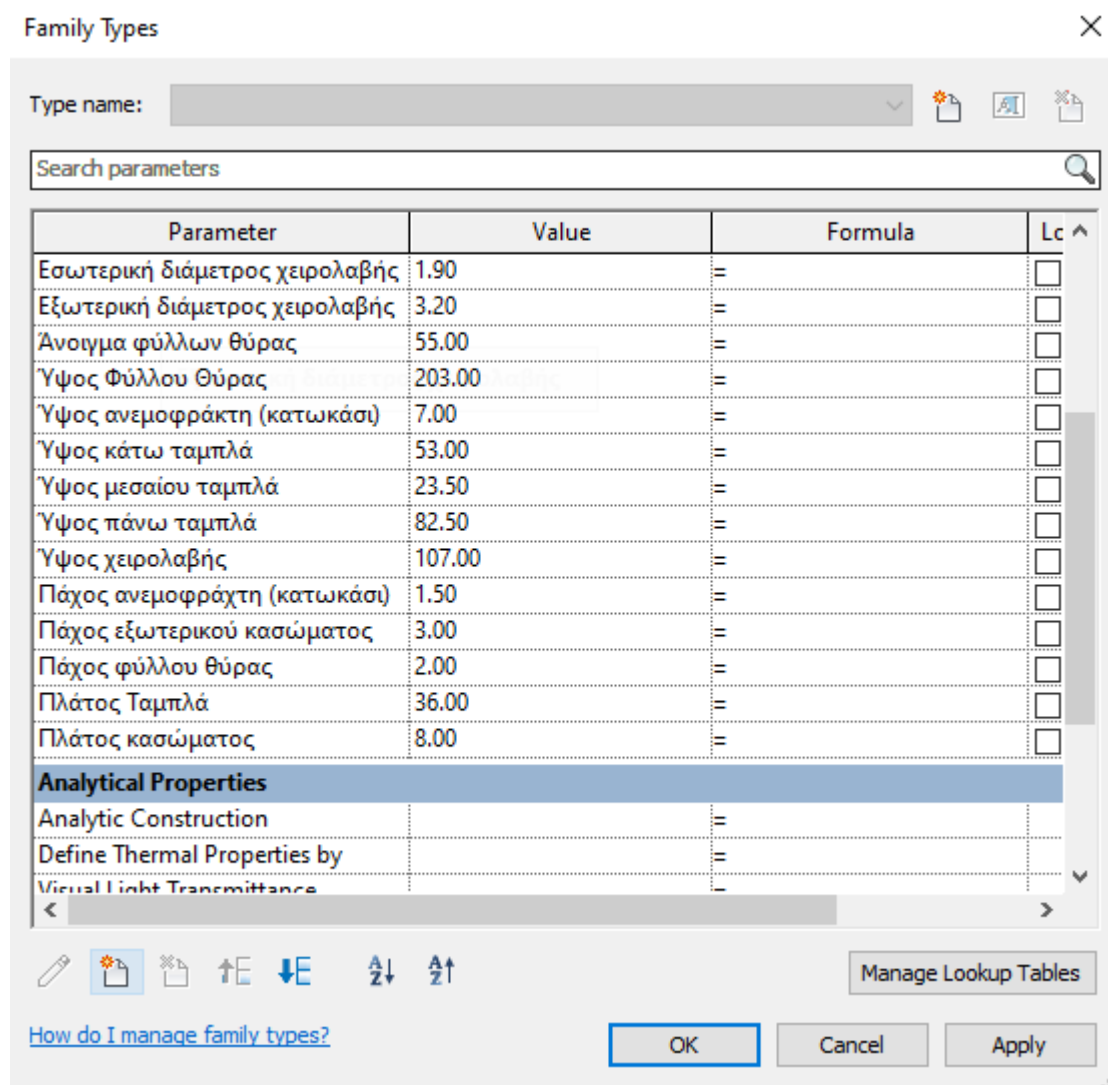 Family Types
Type name:
Search parameters
Parameter Value Formula Lo
Εσωτερική διάμετρος χειρολαβής 1.90 =
Εξωτερική διάμετρος χειρολαβής 3.20 =
Άνοιγμα φύλλων θύρας 55.00 =
Ύψος Φύλλου Θύρας 203.00 =
Ύψος ανεμοφράκτη (κατωκάσι) 7.00 =
Ύψος κάτω ταμπλά 53.00 =
Ύψος μεσαίου ταμπλά 23.50 =
Ύψος πάνω ταμπλά 82.50 =
Ύψος χειρολαβής 107.00 =
Πάχος ανεμοφράχτη (κατωκάσι) 1.50 =
Πάχος εξωτερικού κασώματος 3.00 =
Πάχος φύλλου θύρας 2.00 =
Πλάτος Ταμπλά 36.00 =
Πλάτος κασώματος 8.00 =
Analytical Properties
Analytic Construction =
Define Thermal Properties by =
Visual Light Transmittance =
Manage Lookup Tables
How do I manage family types?
OK Cancel Apply